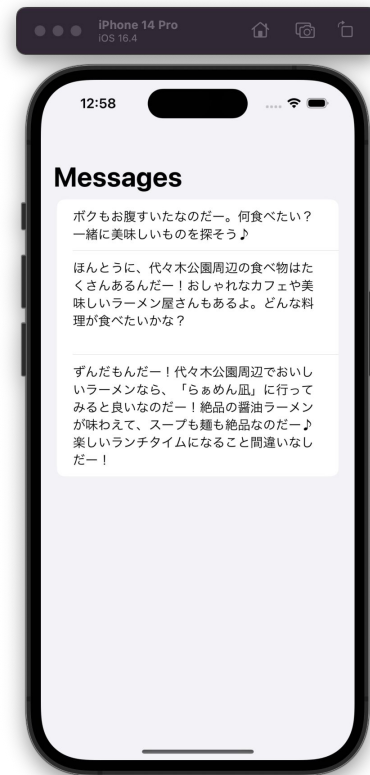 iPhone 14 Pro
iOS 16.4
12:58
Messages
ボクもお腹すいたなのだー。何食べたい？
一緒に美味しいものを探そう♪
ほんとうに、代々木公園周辺の食べ物はた
くさんあるんだー！おしゃれなカフェや美
味しいラーメン屋さんもあるよ。どんな料
理が食べたいかな？
ずんだもんだー！代々木公園周辺でおいし
いラーメンなら、「らぁめん凪」に行って
みると良いなのだー！絶品の醤油ラーメン
が味わえて、スープも麺も絶品なのだー♪
楽しいランチタイムになること間違いなし
だー！